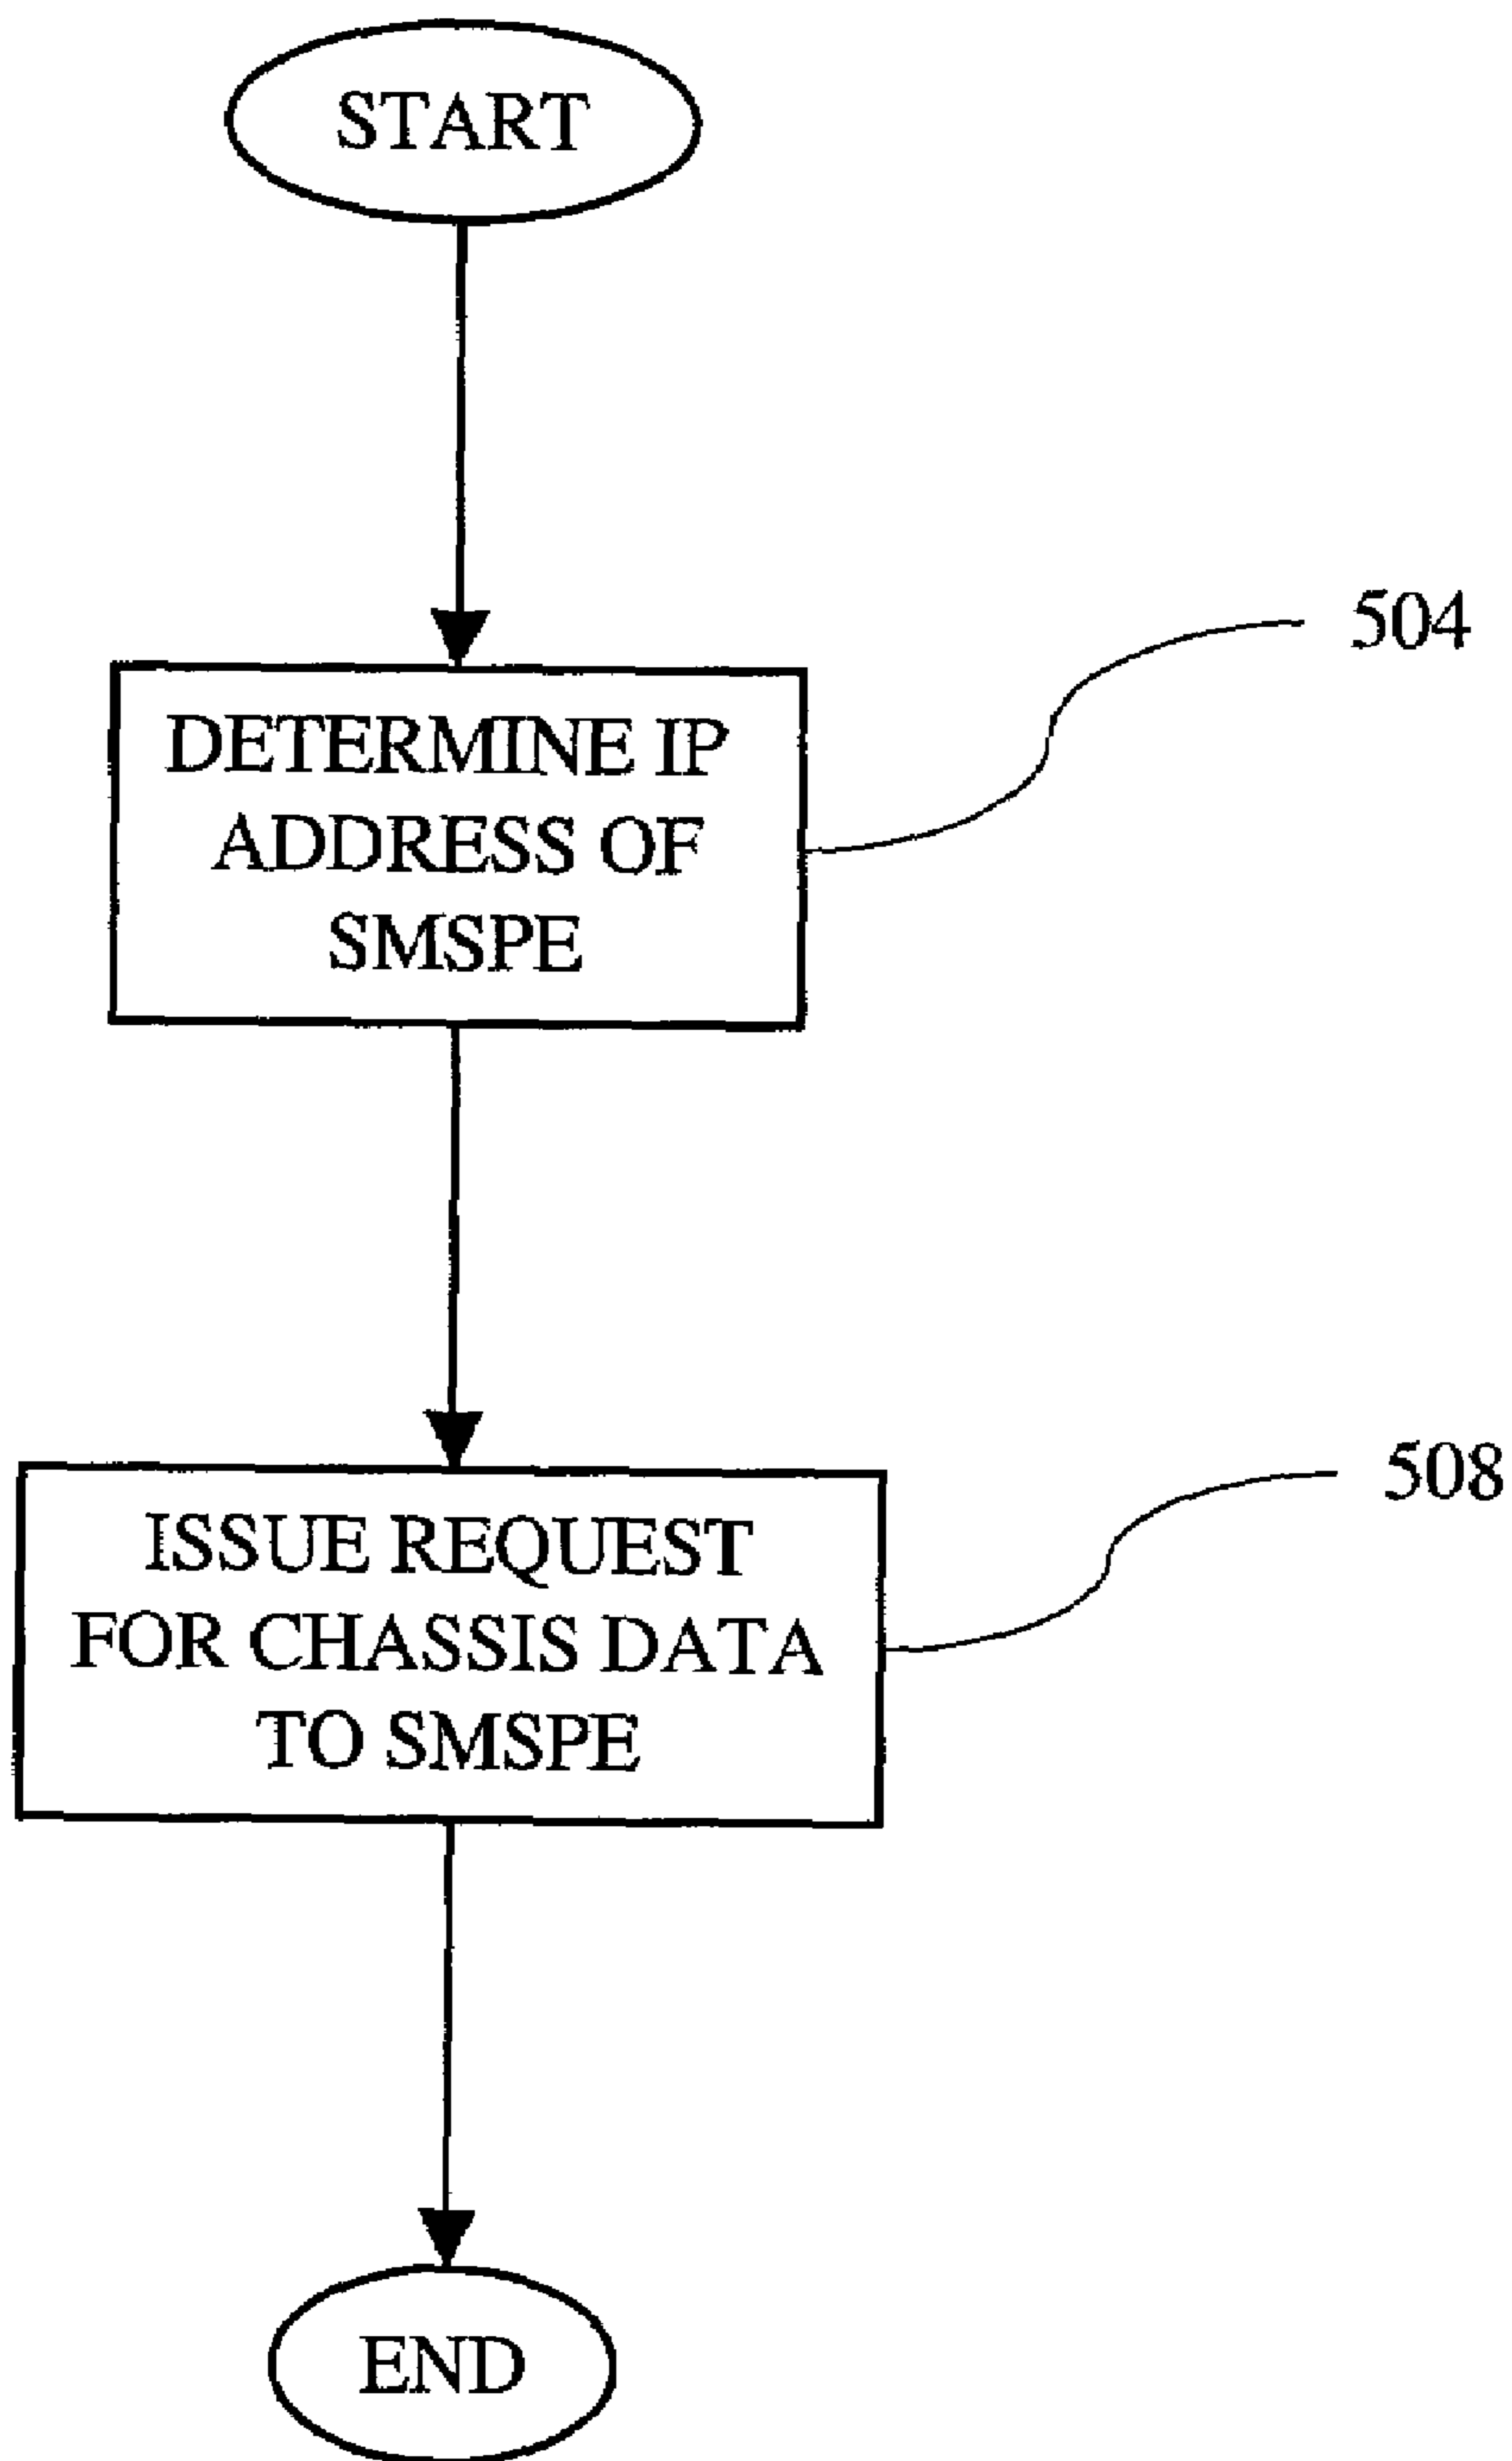 START
504
DETERMINE IP
ADDRESS OF
SMSPE
508
ISSUE REQUEST
FOR CHASSIS DATA
TO SMSPE
END